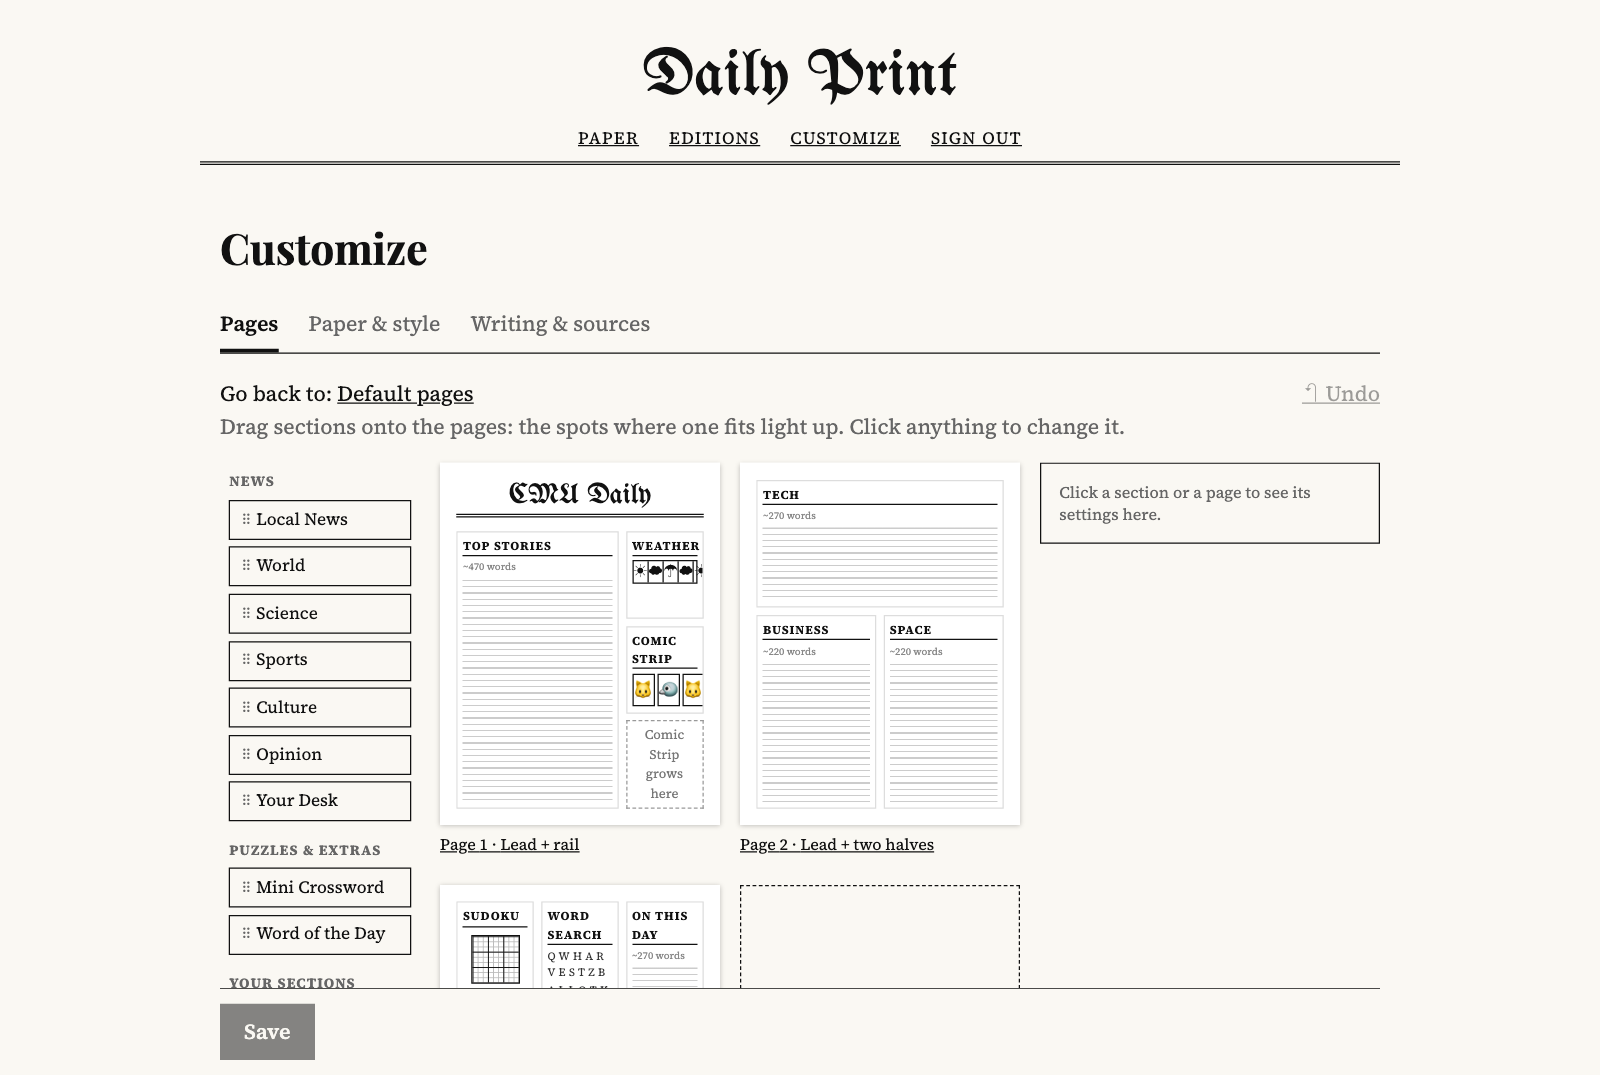 Daily Print
PAPER EDITIONS CUSTOMIZE SIGN OUT
Customize
Pages Paper & style Writing & sources
Go back to: Default pages
Undo
Drag sections onto the pages: the spots where one fits light up. Click anything to change it.
NEWS
Local News
World
Science
Sports
Culture
Opinion
Your Desk
PUZZLES & EXTRAS
Mini Crossword
Word of the Day
YOUR SECTIONS
CMU Daily
TOP STORIES
~470 words
WEATHER
COMIC
STRIP
Comic
Strip
grows
here
Page 1 · Lead + rail
TECH
~270 words
BUSINESS
~220 words
SPACE
~220 words
Page 2 · Lead + two halves
SUDOKU
WORD
SEARCH
QWHAR
VESTZB
ON THIS
DAY
~270 words
Click a section or a page to see its
settings here.
Save